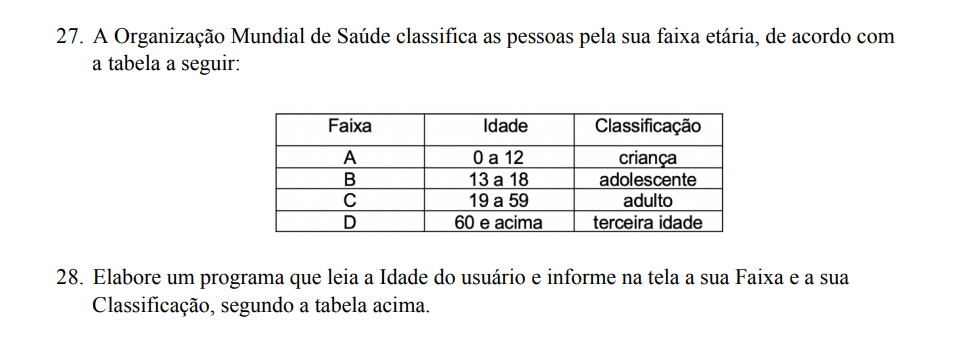 27. A Organização Mundial de Saúde classifica as pessoas pela sua faixa etária, de acordo com
a tabela a seguir:
Faixa Idade Classificação
A 0 a 12 criança
B 13 a 18 adolescente
C 19 a 59 adulto
D 60 e acima terceira idade
28. Elabore um programa que leia a Idade do usuário e informe na tela a sua Faixa e a sua
Classificação, segundo a tabela acima.